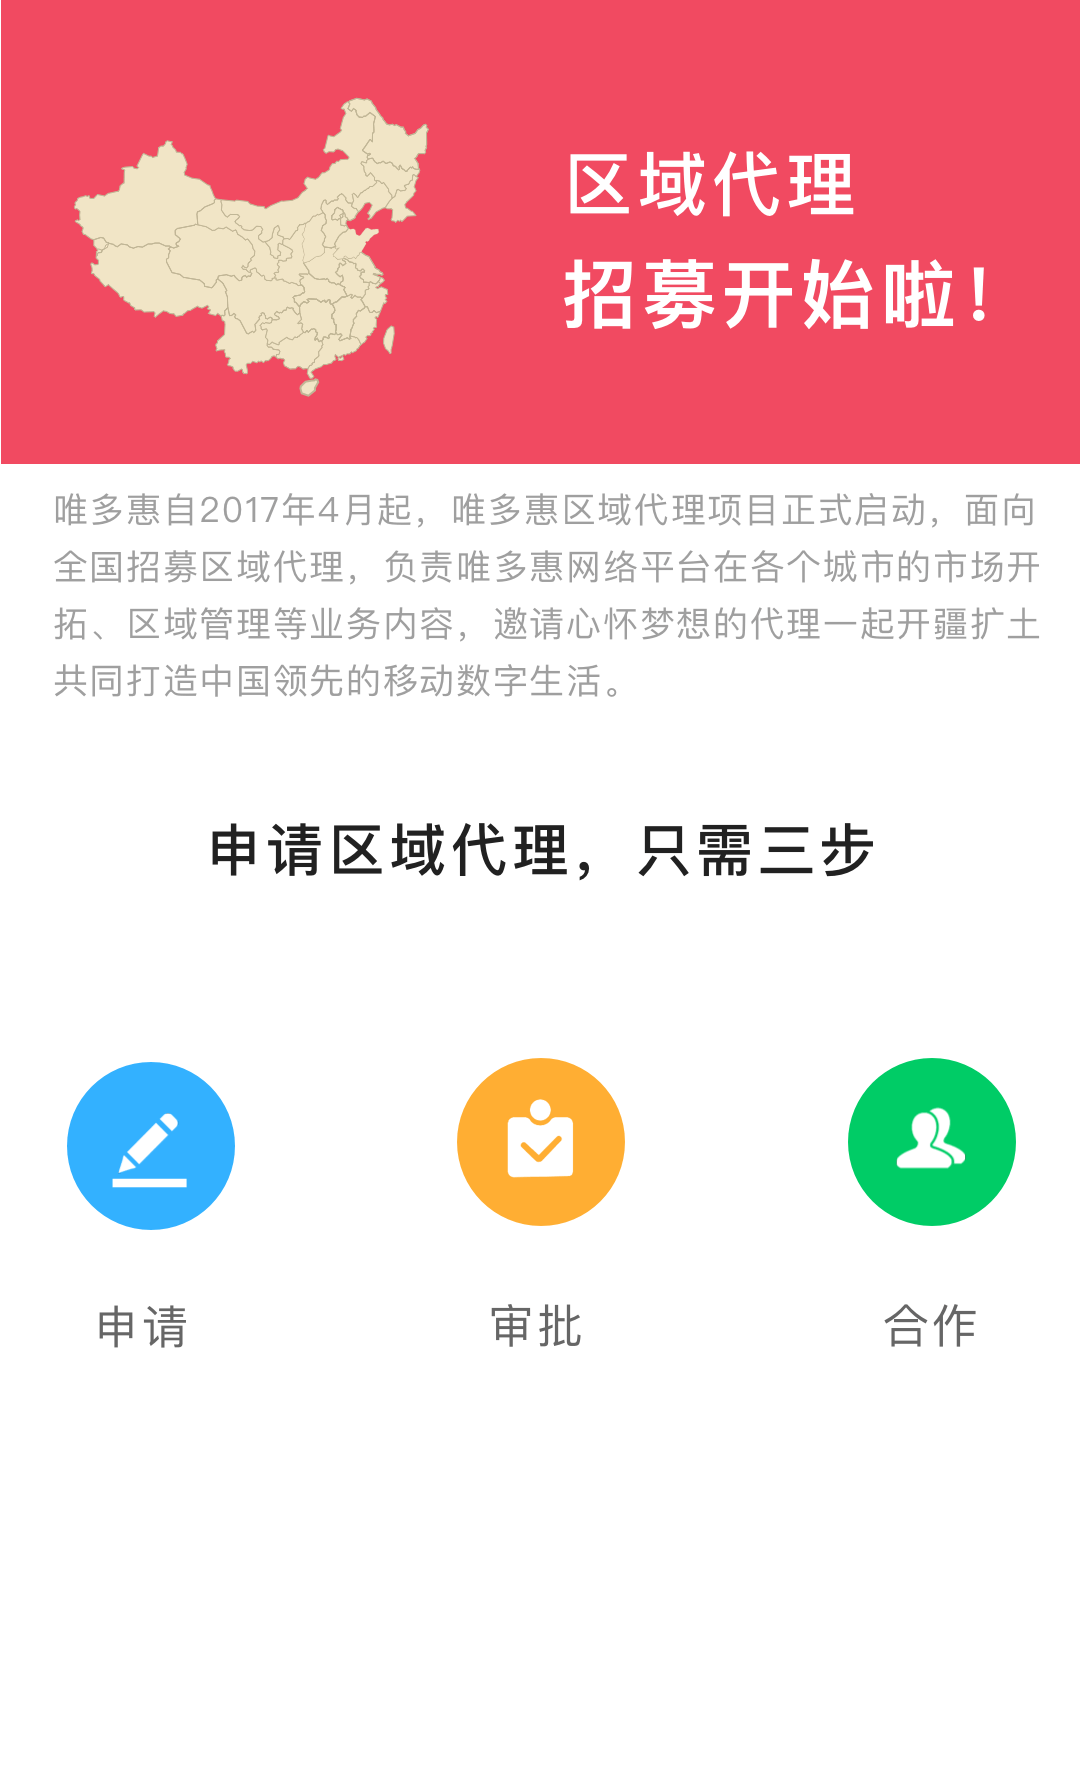 区域代理
招募开始啦！
唯多惠自2017年4月起，唯多惠区域代理项目正式启动，面向
全国招募区域代理，负责唯多惠网络平台在各个城市的市场开
拓、区域管理等业务内容，邀请心怀梦想的代理一起开疆扩土
共同打造中国领先的移动数字生活。
申请区域代理，只需三步
申请
审批
合作